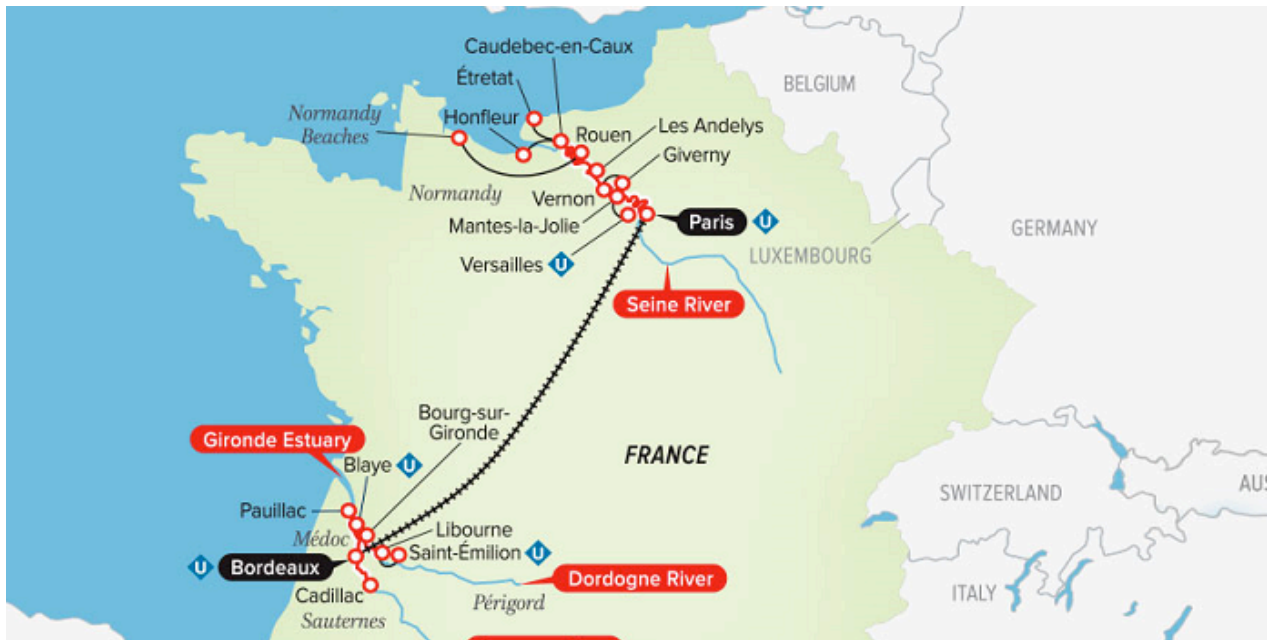 Caudebec-en-Caux
BELGIUM
Étretat
Normandy
Beaches
Honfleur
Rouen
Les Andelys
Giverny
Normandy
Vernon
Mantes-la-Jolie
Paris
U
GERMANY
LUXEMBOURG
Versailles
U
Seine River
Bourg-sur-
Gironde
Gironde Estuary
FRANCE
Blaye
U
SWITZERLAND
AUS
Pauillac
Médoc
Libourne
Saint-Émilion
U
U
Bordeaux
Dordogne River
Cadillac
Périgord
ITALY
Sauternes